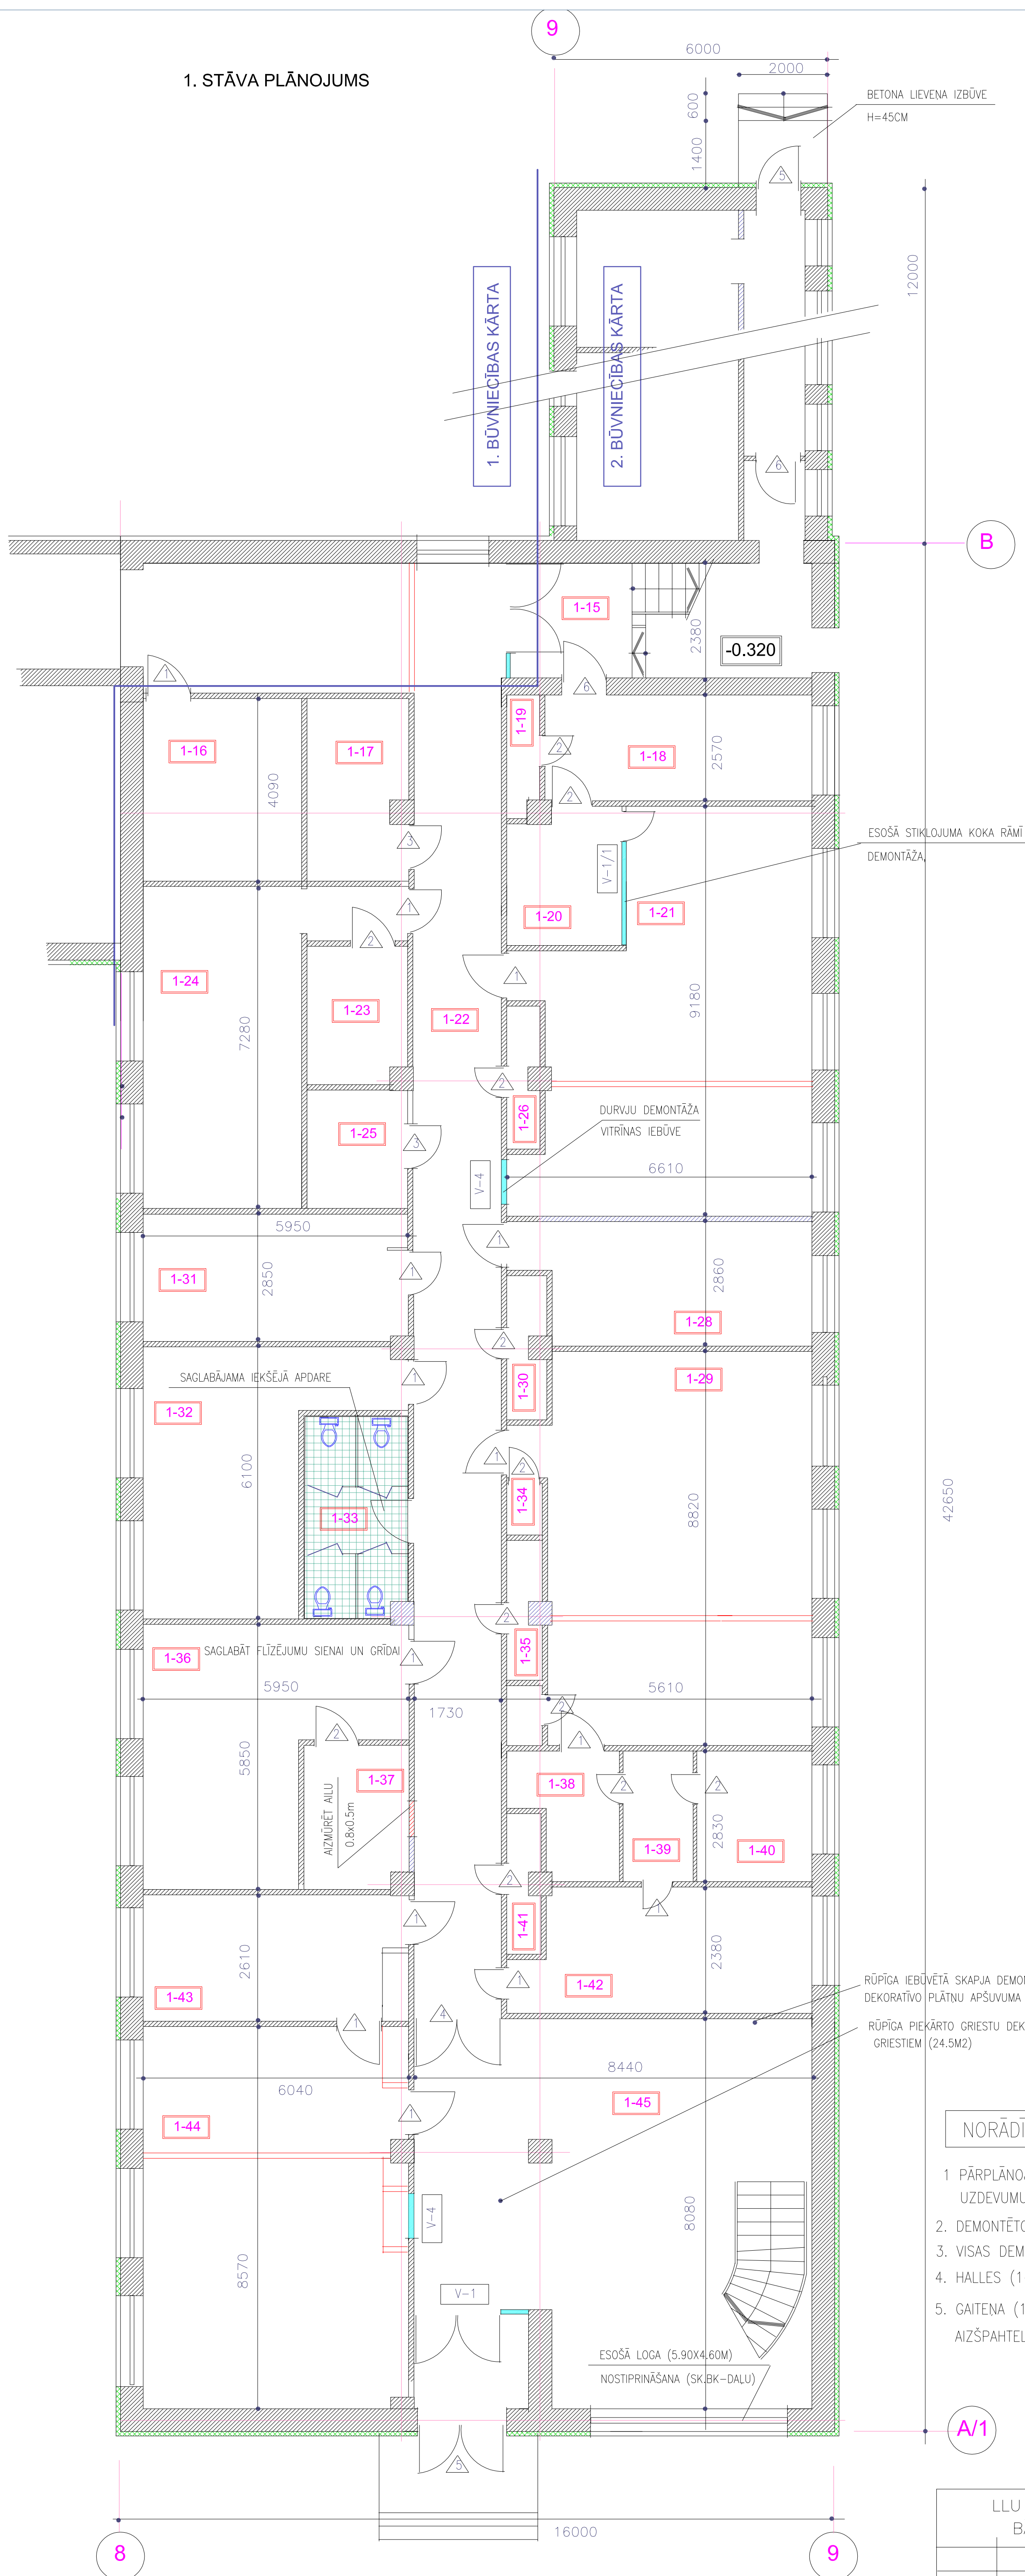 9
6000
1. STĀVA PLĀNOJUMS
2000
600
BETONA LIEVEŅA IZBŪVE
H=45CM
1400
5
1. BŪVNIECĪBAS KĀRTA
2. BŪVNIECĪBAS KĀRTA
12000
6
B
1-15
2380
-0.320
1
6
1-19
1-16
1-17
2
1-18
2570
4090
2
3
ESOŠĀ STIKLOJUMA KOKA RĀMĪ
DEMONTĀŽA,
V-1/1
1
1-20
1-21
2
1-24
1
9180
1-23
1-22
7280
2
DURVJU DEMONTĀŽA
VITRĪNAS IEBŪVE
1-26
1-25
3
6610
V-4
5950
1
1-31
1
2850
2860
1-28
2
1-29
SAGLABĀJAMA IEKŠĒJĀ APDARE
1
1-30
1-32
6100
1
2
1-34
42650
1-33
8820
2
1-35
1-36
SAGLABĀT FLĪZĒJUMU SIENAI UN GRĪDAI
1
5950
5610
1730
2
2
1
5850
1-37
1-38
2
2
AIZMŪRĒT AILU
0.8x0.5m
2830
1-39
1-40
2
1
1
1-41
2610
2380
1
1-42
RŪPĪGA IEBŪVĒTĀ SKAPJA DEMON
DEKORATĪVO PLĀTŅU APŠUVUMA
1-43
1
4
RŪPĪGA PIEKĀRTO GRIESTU DEK
GRIESTIEM (24.5M2)
6040
8440
1
1-45
1-44
NORĀDĪ
1 PĀRPLĀNOJ
UZDEVUMU
8080
V-4
2. DEMONTĒTO
3. VISAS DEM
8570
4. HALLES (1
V-1
5. GAITEŅA (1
AIZŠPAHTEL
ESOŠĀ LOGA (5.90X4.60M)
NOSTIPRINĀŠANA (SK.BK-DAĻU)
A/1
5
LLU
BA
16000
8
9